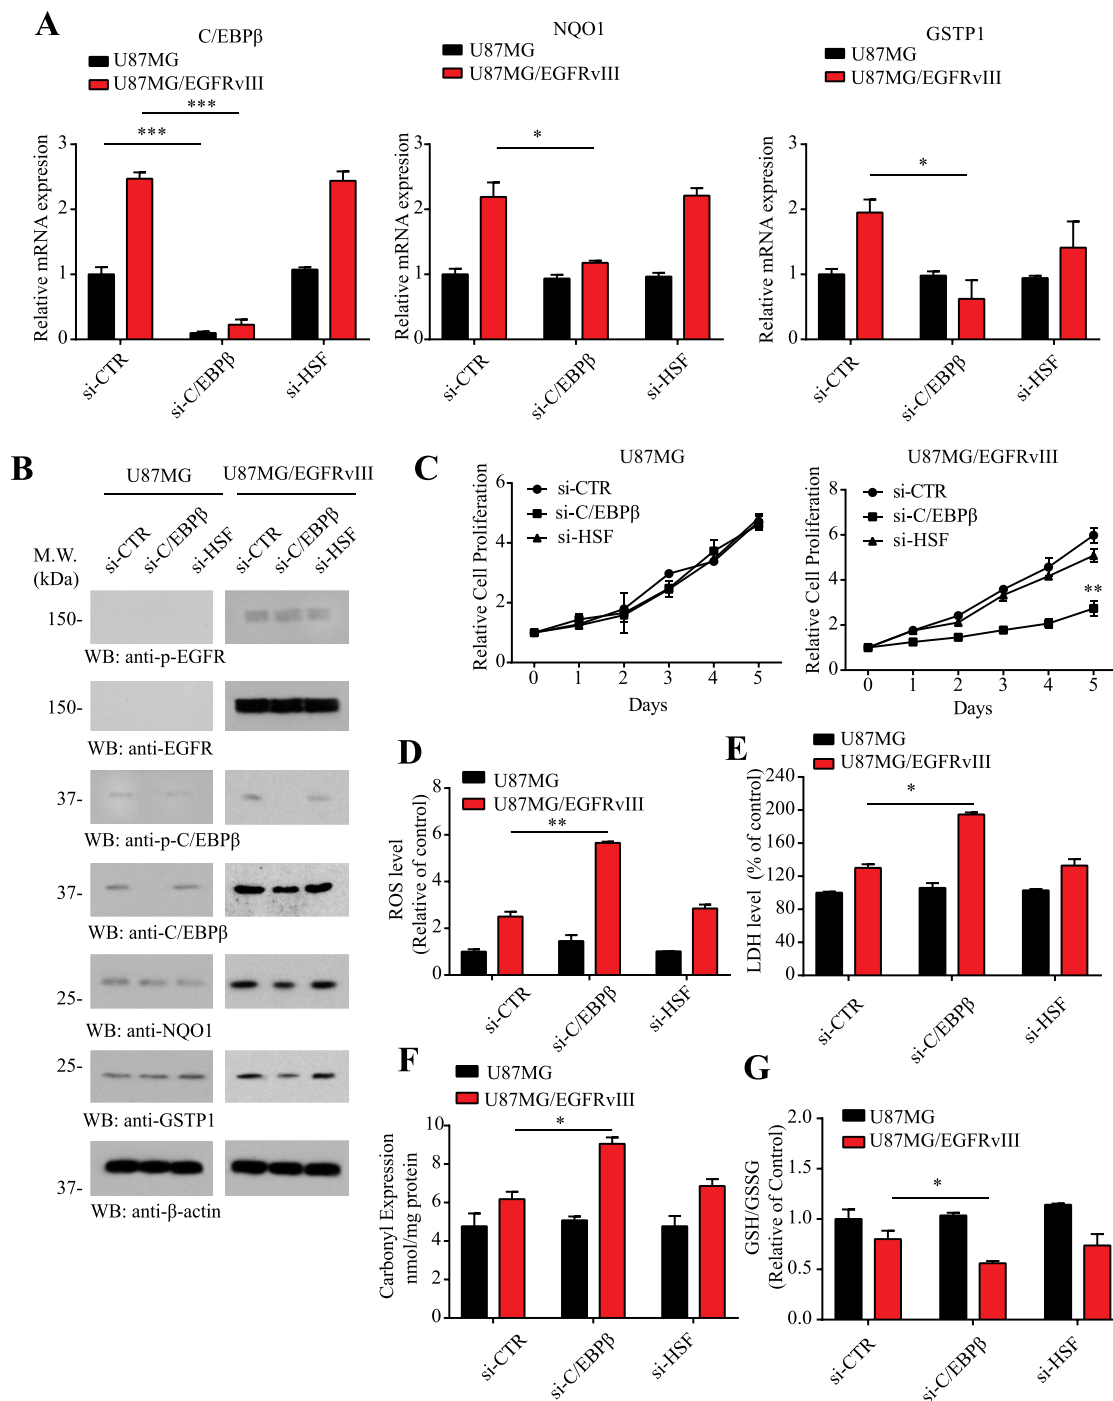 A
C/EBPβ
U87MG
U87MG/EGFRvIII
***
***
Relative mRNA expresion
3
2
1
0
si-CTR
si-C/EBPβ
si-HSF
NQO1
U87MG
U87MG/EGFRvIII
*
Relative mRNA expresion
3
2
1
0
si-CTR
si-C/EBPβ
si-HSF
GSTP1
U87MG
U87MG/EGFRvIII
*
Relative mRNA expression
3
2
1
0
si-CTR
si-C/EBPβ
si-HSF
B
U87MG
U87MG/EGFRvIII
M.W.
(kDa)
si-CTR
si-C/EBPβ
si-HSF
si-CTR
si-C/EBPβ
si-HSF
150-
WB: anti-p-EGFR
150-
WB: anti-EGFR
37-
WB: anti-p-C/EBPβ
37-
WB: anti-C/EBPβ
25-
WB: anti-NQO1
25-
WB: anti-GSTP1
37-
WB: anti-β-actin
C
U87MG
si-CTR
si-C/EBPβ
si-HSF
Relative Cell Proliferation
6
4
2
0
0 1 2 3 4 5
Days
U87MG/EGFRvIII
si-CTR
si-C/EBPβ
si-HSF
**
Relative Cell Proliferation
8
6
4
2
0
0 1 2 3 4 5
Days
D
U87MG
U87MG/EGFRvIII
**
ROS level
(Relative of control)
8
6
4
2
0
si-CTR
si-C/EBPβ
si-HSF
E
U87MG
U87MG/EGFRvIII
*
LDH level (% of control)
240
200
160
120
80
40
0
si-CTR
si-C/EBPβ
si-HSF
F
U87MG
U87MG/EGFRvIII
*
Carbonyl Expression
nmol/mg protein
10
8
6
4
2
0
si-CTR
si-C/EBPβ
si-HSF
G
U87MG
U87MG/EGFRvIII
*
GSH/GSSG
(Relative of Control)
2.0
1.5
1.0
0.5
0.0
si-CTR
si-C/EBPβ
si-HSF